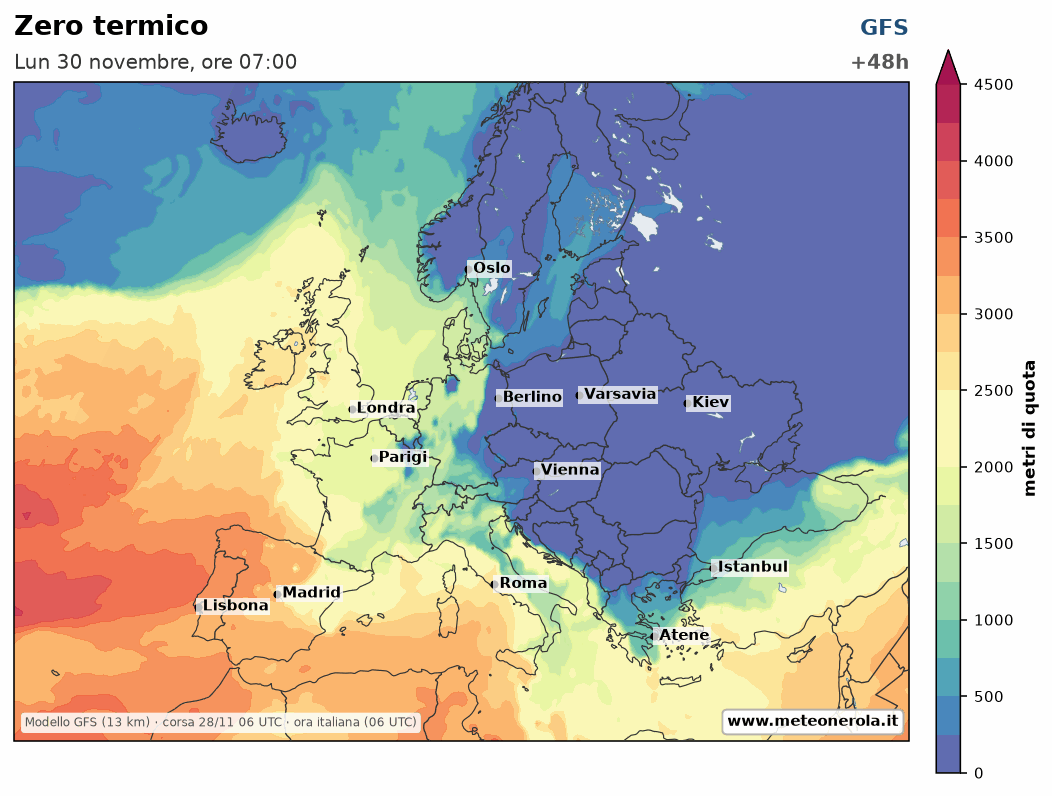 Zero termico
GFS
Lun 30 novembre, ore 07:00
+48h
4500
4000
3500
3000
2500
2000
1500
1000
500
0
metri di quota
Oslo
Berlino
Varsavia
Kiev
Londra
Parigi
Vienna
Istanbul
Roma
Madrid
Lisbona
Atene
Modello GFS (13 km) · corsa 28/11 06 UTC · ora italiana (06 UTC)
www.meteonerola.it